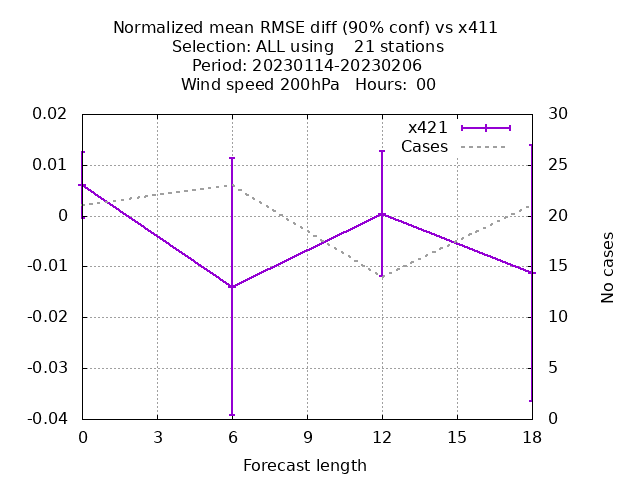 Normalized mean RMSE diff (90% conf) vs x411
Selection: ALL using    21 stations
Period: 20230114-20230206
Wind speed 200hPa   Hours:  00
0.02
0.01
0
-0.01
-0.02
-0.03
-0.04
x421
Cases
30
25
20
15
10
5
0
No cases
0 3 6 9 12 15 18
Forecast length